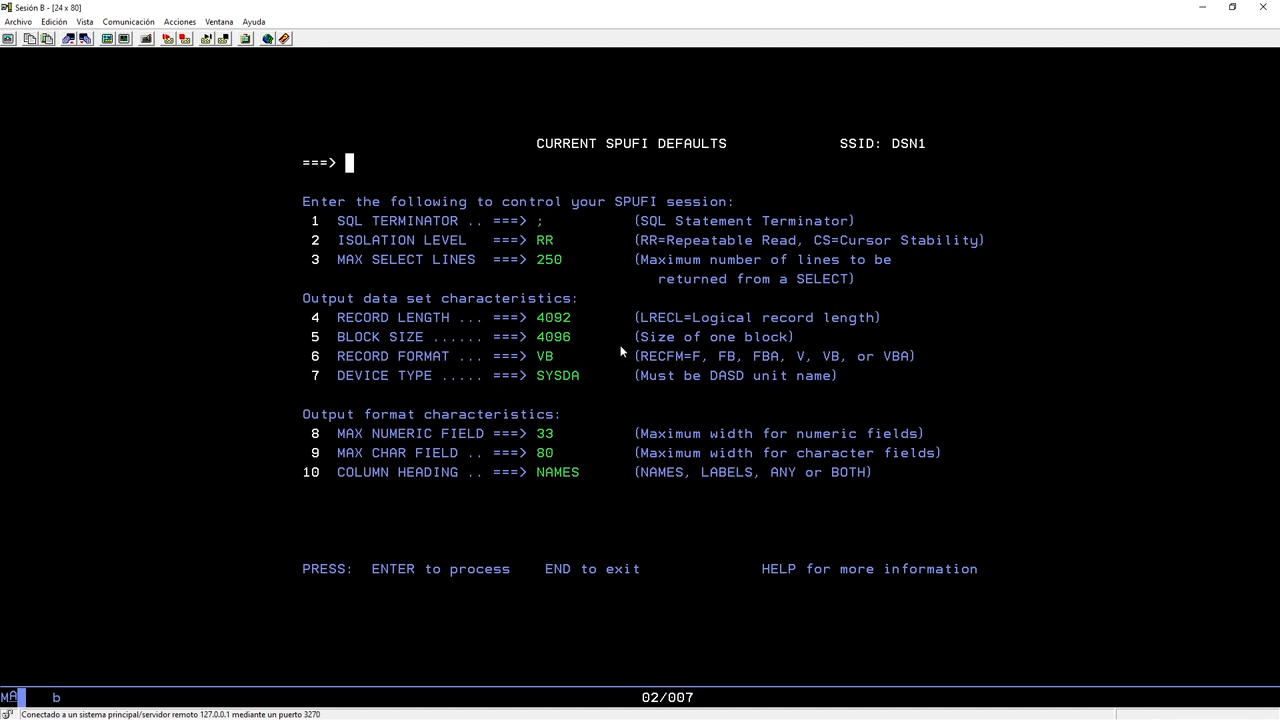 Sesión B - [24 x 80]
Archivo Edición Vista Comunicación Acciones Ventana Ayuda
CURRENT SPUFI DEFAULTS SSID: DSN1
===>
Enter the following to control your SPUFI session:
1 SQL TERMINATOR .. ===> ; (SQL Statement Terminator)
2 ISOLATION LEVEL ===> RR (RR=Repeatable Read, CS=Cursor Stability)
3 MAX SELECT LINES ===> 250 (Maximum number of lines to be
returned from a SELECT)
Output data set characteristics:
4 RECORD LENGTH ... ===> 4092 (LRECL=Logical record length)
5 BLOCK SIZE ...... ===> 4096 (Size of one block)
6 RECORD FORMAT ... ===> VB (RECFM=F, FB, FBA, V, VB, or VBA)
7 DEVICE TYPE ..... ===> SYSDA (Must be DASD unit name)
Output format characteristics:
8 MAX NUMERIC FIELD ===> 33 (Maximum width for numeric fields)
9 MAX CHAR FIELD .. ===> 80 (Maximum width for character fields)
10 COLUMN HEADING .. ===> NAMES (NAMES, LABELS, ANY or BOTH)
PRESS: ENTER to process END to exit HELP for more information
MA b 02/007
Conectado a un sistema principal/servidor remoto 127.0.0.1 mediante un puerto 3270